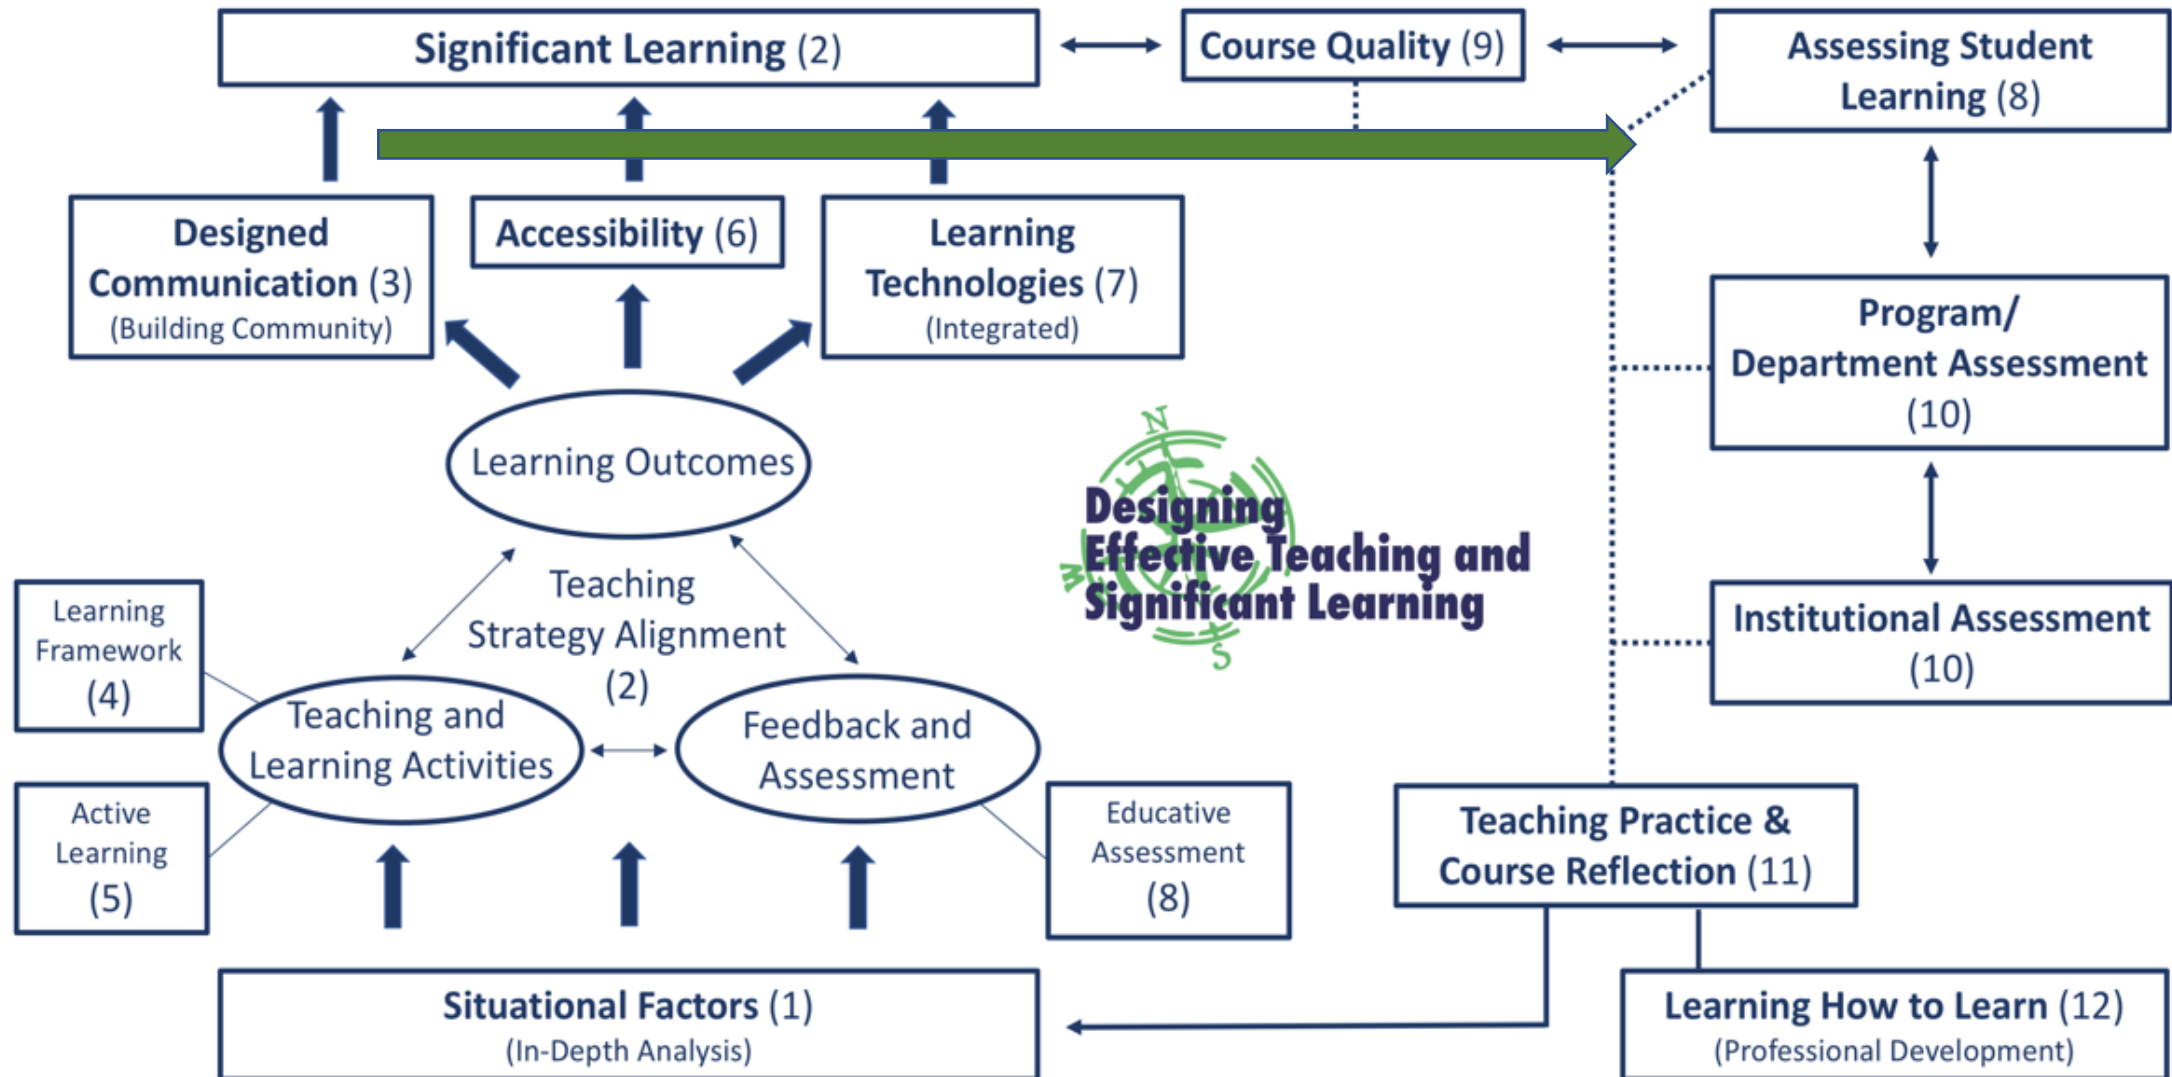 Significant Learning (2)
Course Quality (9)
Assessing Student
Learning (8)
Designed
Communication (3)
(Building Community)
Accessibility (6)
Learning
Technologies (7)
(Integrated)
Program/
Department Assessment
(10)
Learning Outcomes
N
W
S
Designing
Effective Teaching and
Significant Learning
Teaching
Strategy Alignment
(2)
Learning
Framework
(4)
Institutional Assessment
(10)
Teaching and
Learning Activities
Feedback and
Assessment
Active
Learning
(5)
Educative
Assessment
(8)
Teaching Practice &
Course Reflection (11)
Situational Factors (1)
(In-Depth Analysis)
Learning How to Learn (12)
(Professional Development)